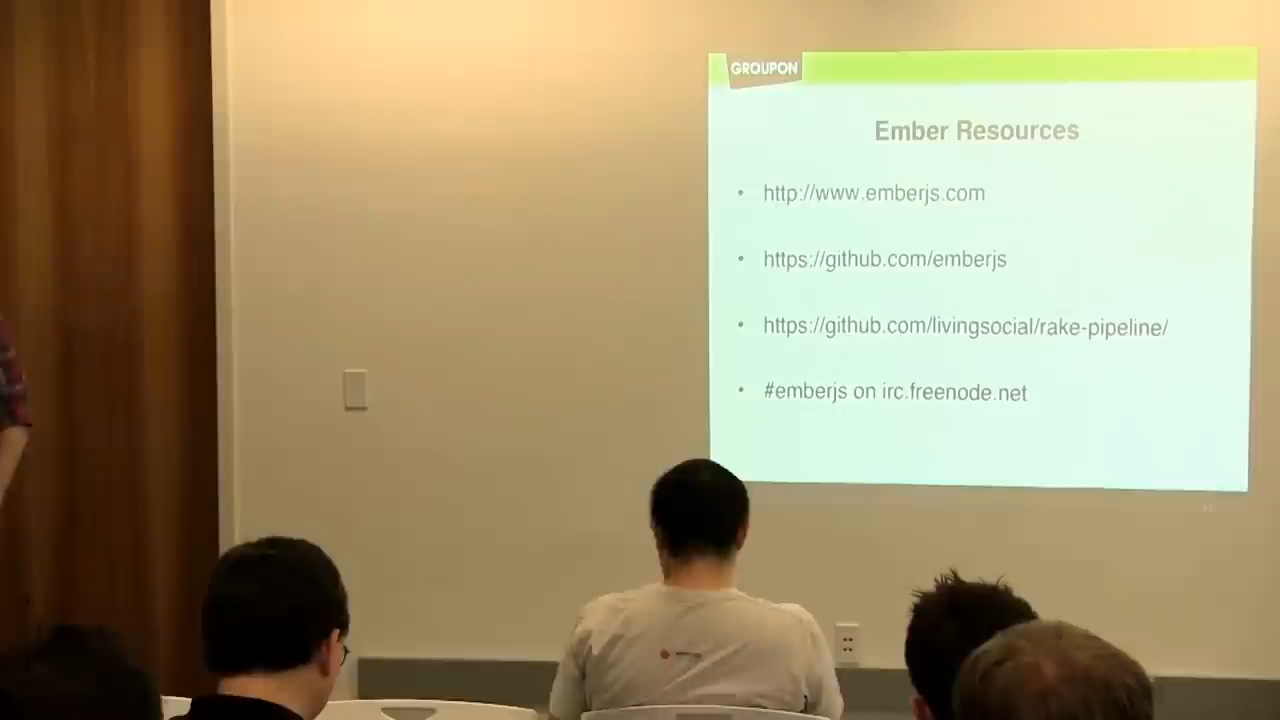 GROUPON
Ember Resources
• http://www.emberjs.com
• https://github.com/emberjs
• https://github.com/livingsocial/rake-pipeline/
• #emberjs on irc.freenode.net